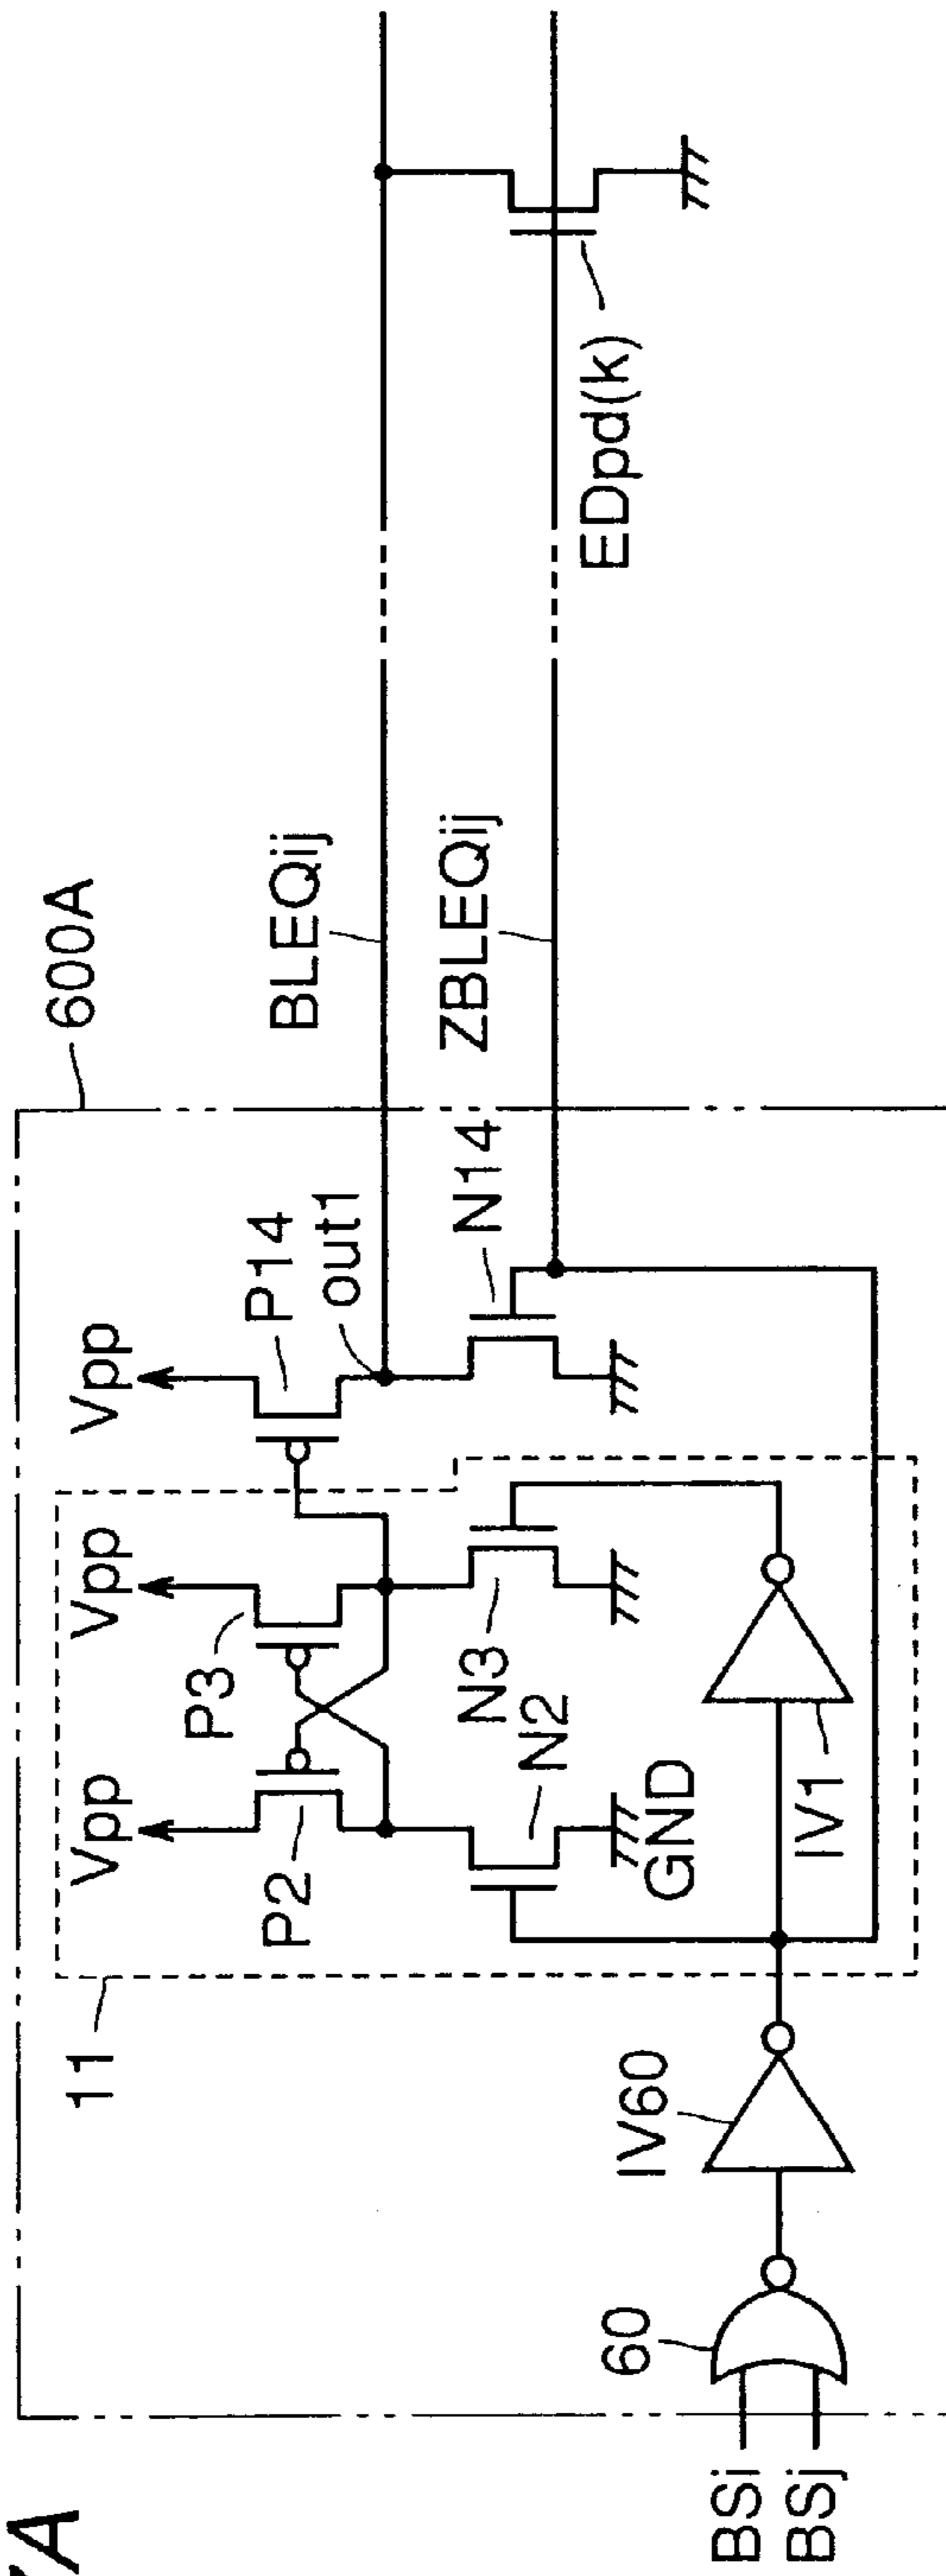 600A
11
Vpp
Vpp
Vpp
P2
P3
P14
out1
BLEQij
ZBLEQij
N14
N3
N2
GND
IV1
IV60
60
BSi
BSj
EDpd(k)